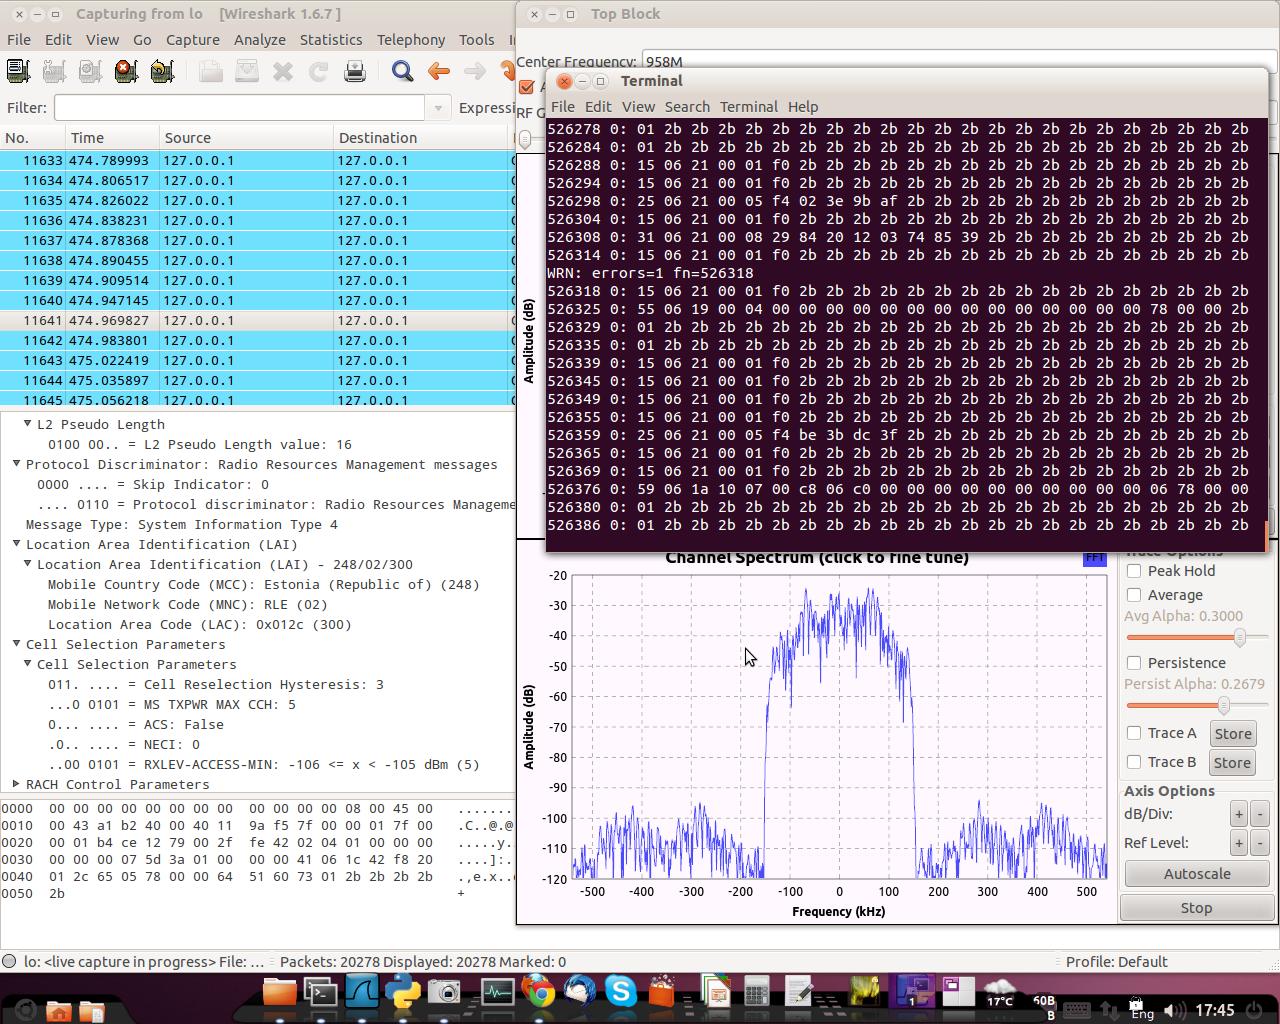 Capturing from lo [Wireshark 1.6.7 ]
File Edit View Go Capture Analyze Statistics Telephony Tools
Filter: Expressi
No. Time Source Destination
11633 474.789993 127.0.0.1 127.0.0.1
11634 474.806517 127.0.0.1 127.0.0.1
11635 474.826022 127.0.0.1 127.0.0.1
11636 474.838231 127.0.0.1 127.0.0.1
11637 474.878368 127.0.0.1 127.0.0.1
11638 474.890455 127.0.0.1 127.0.0.1
11639 474.909514 127.0.0.1 127.0.0.1
11640 474.947145 127.0.0.1 127.0.0.1
11641 474.969827 127.0.0.1 127.0.0.1
11642 474.983801 127.0.0.1 127.0.0.1
11643 475.022419 127.0.0.1 127.0.0.1
11644 475.035897 127.0.0.1 127.0.0.1
11645 475.056218 127.0.0.1 127.0.0.1
L2 Pseudo Length
0100 00.. = L2 Pseudo Length value: 16
Protocol Discriminator: Radio Resources Management messages
0000 .... = Skip Indicator: 0
.... 0110 = Protocol discriminator: Radio Resources Manageme
Message Type: System Information Type 4
Location Area Identification (LAI)
Location Area Identification (LAI) - 248/02/300
Mobile Country Code (MCC): Estonia (Republic of) (248)
Mobile Network Code (MNC): RLE (02)
Location Area Code (LAC): 0x012c (300)
Cell Selection Parameters
Cell Selection Parameters
011. .... = Cell Reselection Hysteresis: 3
...0 0101 = MS TXPWR MAX CCH: 5
0... .... = ACS: False
.0.. .... = NECI: 0
..00 0101 = RXLEV-ACCESS-MIN: -106 <= x < -105 dBm (5)
RACH Control Parameters
0000 00 00 00 00 00 00 00 00 00 00 00 00 08 00 45 00 .......
0010 00 43 a1 b2 40 00 40 11 9a f5 7f 00 00 01 7f 00 .C..@.@
0020 00 01 b4 ce 12 79 00 2f fe 42 02 04 01 00 00 00 .....y.
0030 00 00 00 07 5d 3a 01 00 00 00 41 06 1c 42 f8 20 ....]:.
0040 01 2c 65 05 78 00 00 64 51 60 73 01 2b 2b 2b 2b .,e.x..
0050 2b +
lo: <live capture in progress> File: ... Packets: 20278 Displayed: 20278 Marked: 0 Profile: Default
Top Block
Center Frequency: 958M
RF G
Amplitude (dB)
Terminal
File Edit View Search Terminal Help
526278 0: 01 2b 2b 2b 2b 2b 2b 2b 2b 2b 2b 2b 2b 2b 2b 2b 2b 2b 2b 2b 2b 2b 2b
526284 0: 01 2b 2b 2b 2b 2b 2b 2b 2b 2b 2b 2b 2b 2b 2b 2b 2b 2b 2b 2b 2b 2b 2b
526288 0: 15 06 21 00 01 f0 2b 2b 2b 2b 2b 2b 2b 2b 2b 2b 2b 2b 2b 2b 2b 2b 2b
526294 0: 15 06 21 00 01 f0 2b 2b 2b 2b 2b 2b 2b 2b 2b 2b 2b 2b 2b 2b 2b 2b 2b
526298 0: 25 06 21 00 05 f4 02 3e 9b af 2b 2b 2b 2b 2b 2b 2b 2b 2b 2b 2b 2b 2b
526304 0: 15 06 21 00 01 f0 2b 2b 2b 2b 2b 2b 2b 2b 2b 2b 2b 2b 2b 2b 2b 2b 2b
526308 0: 31 06 21 00 08 29 84 20 12 03 74 85 39 2b 2b 2b 2b 2b 2b 2b 2b 2b 2b
526314 0: 15 06 21 00 01 f0 2b 2b 2b 2b 2b 2b 2b 2b 2b 2b 2b 2b 2b 2b 2b 2b 2b
WRN: errors=1 fn=526318
526318 0: 15 06 21 00 01 f0 2b 2b 2b 2b 2b 2b 2b 2b 2b 2b 2b 2b 2b 2b 2b 2b 2b
526325 0: 55 06 19 00 04 00 00 00 00 00 00 00 00 00 00 00 00 00 00 78 00 00 2b
526329 0: 01 2b 2b 2b 2b 2b 2b 2b 2b 2b 2b 2b 2b 2b 2b 2b 2b 2b 2b 2b 2b 2b 2b
526335 0: 01 2b 2b 2b 2b 2b 2b 2b 2b 2b 2b 2b 2b 2b 2b 2b 2b 2b 2b 2b 2b 2b 2b
526339 0: 15 06 21 00 01 f0 2b 2b 2b 2b 2b 2b 2b 2b 2b 2b 2b 2b 2b 2b 2b 2b 2b
526345 0: 15 06 21 00 01 f0 2b 2b 2b 2b 2b 2b 2b 2b 2b 2b 2b 2b 2b 2b 2b 2b 2b
526349 0: 15 06 21 00 01 f0 2b 2b 2b 2b 2b 2b 2b 2b 2b 2b 2b 2b 2b 2b 2b 2b 2b
526355 0: 15 06 21 00 01 f0 2b 2b 2b 2b 2b 2b 2b 2b 2b 2b 2b 2b 2b 2b 2b 2b 2b
526359 0: 25 06 21 00 05 f4 be 3b dc 3f 2b 2b 2b 2b 2b 2b 2b 2b 2b 2b 2b 2b 2b
526365 0: 15 06 21 00 01 f0 2b 2b 2b 2b 2b 2b 2b 2b 2b 2b 2b 2b 2b 2b 2b 2b 2b
526369 0: 15 06 21 00 01 f0 2b 2b 2b 2b 2b 2b 2b 2b 2b 2b 2b 2b 2b 2b 2b 2b 2b
526376 0: 59 06 1a 10 07 00 c8 06 c0 00 00 00 00 00 00 00 00 00 00 06 78 00 00
526380 0: 01 2b 2b 2b 2b 2b 2b 2b 2b 2b 2b 2b 2b 2b 2b 2b 2b 2b 2b 2b 2b 2b 2b
526386 0: 01 2b 2b 2b 2b 2b 2b 2b 2b 2b 2b 2b 2b 2b 2b 2b 2b 2b 2b 2b 2b 2b 2b
Channel Spectrum (click to fine tune)
FFT
Amplitude (dB)
-20
-30
-40
-50
-60
-70
-80
-90
-100
-110
-120
-500 -400 -300 -200 -100 0 100 200 300 400 500
Frequency (kHz)
Trace Options
Peak Hold
Average
Avg Alpha: 0.3000
Persistence
Persist Alpha: 0.2679
Trace A Store
Trace B Store
Axis Options
dB/Div: + -
Ref Level: + -
Autoscale
Stop
1 17°C 60B B Eng 17:45